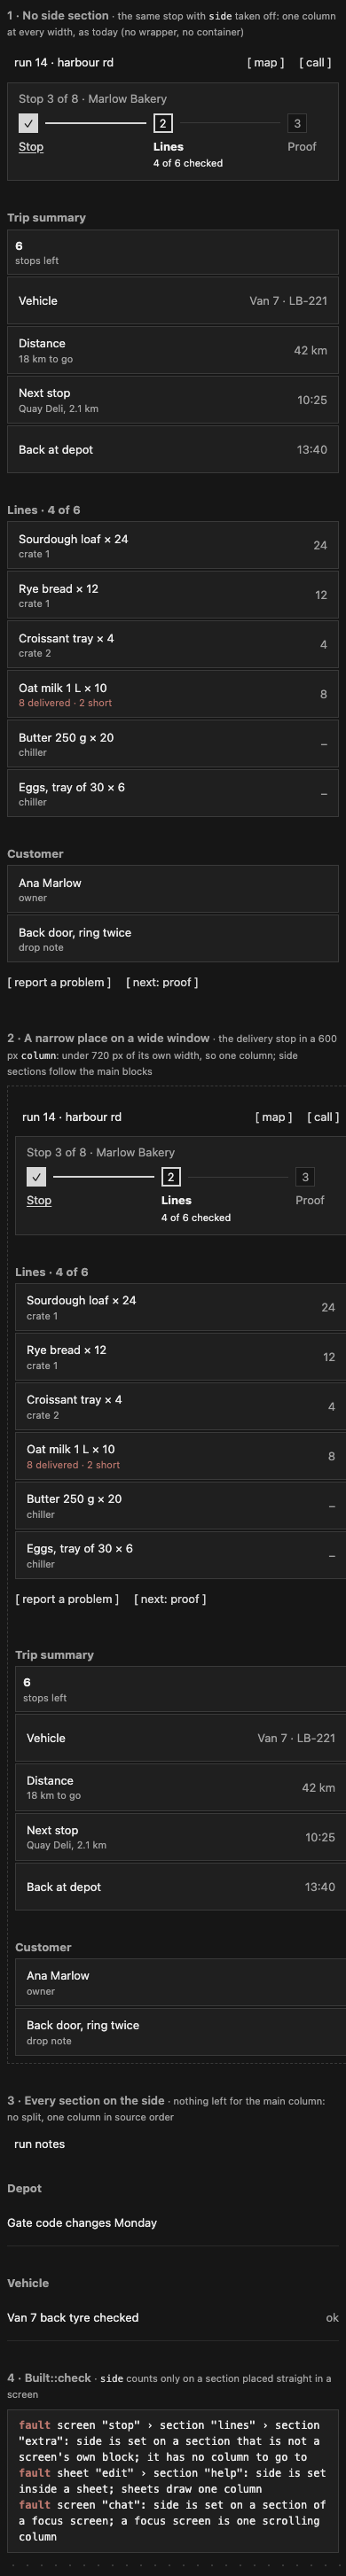 1 · No side section · the same stop with side taken off: one column
at every width, as today (no wrapper, no container)
run 14 · harbour rd [ map ] [ call ]
Stop 3 of 8 · Marlow Bakery
✓ 2 3
Stop Lines Proof
4 of 6 checked
Trip summary
6
stops left
Vehicle Van 7 · LB-221
Distance 42 km
18 km to go
Next stop 10:25
Quay Deli, 2.1 km
Back at depot 13:40
Lines · 4 of 6
Sourdough loaf × 24 24
crate 1
Rye bread × 12 12
crate 1
Croissant tray × 4 4
crate 2
Oat milk 1 L × 10 8
8 delivered · 2 short
Butter 250 g × 20 –
chiller
Eggs, tray of 30 × 6 –
chiller
Customer
Ana Marlow
owner
Back door, ring twice
drop note
[ report a problem ] [ next: proof ]
2 · A narrow place on a wide window · the delivery stop in a 600
px column: under 720 px of its own width, so one column; side
sections follow the main blocks
run 14 · harbour rd [ map ] [ call ]
Stop 3 of 8 · Marlow Bakery
✓ 2 3
Stop Lines Proof
4 of 6 checked
Lines · 4 of 6
Sourdough loaf × 24 24
crate 1
Rye bread × 12 12
crate 1
Croissant tray × 4 4
crate 2
Oat milk 1 L × 10 8
8 delivered · 2 short
Butter 250 g × 20 –
chiller
Eggs, tray of 30 × 6 –
chiller
[ report a problem ] [ next: proof ]
Trip summary
6
stops left
Vehicle Van 7 · LB-221
Distance 42 km
18 km to go
Next stop 10:25
Quay Deli, 2.1 km
Back at depot 13:40
Customer
Ana Marlow
owner
Back door, ring twice
drop note
3 · Every section on the side · nothing left for the main column:
no split, one column in source order
run notes
Depot
Gate code changes Monday
Vehicle
Van 7 back tyre checked ok
4 · Built::check · side counts only on a section placed straight in a
screen
fault screen "stop" › section "lines" › section
"extra": side is set on a section that is not a
screen's own block; it has no column to go to
fault sheet "edit" › section "help": side is set
inside a sheet; sheets draw one column
fault screen "chat": side is set on a section of
a focus screen; a focus screen is one scrolling
column